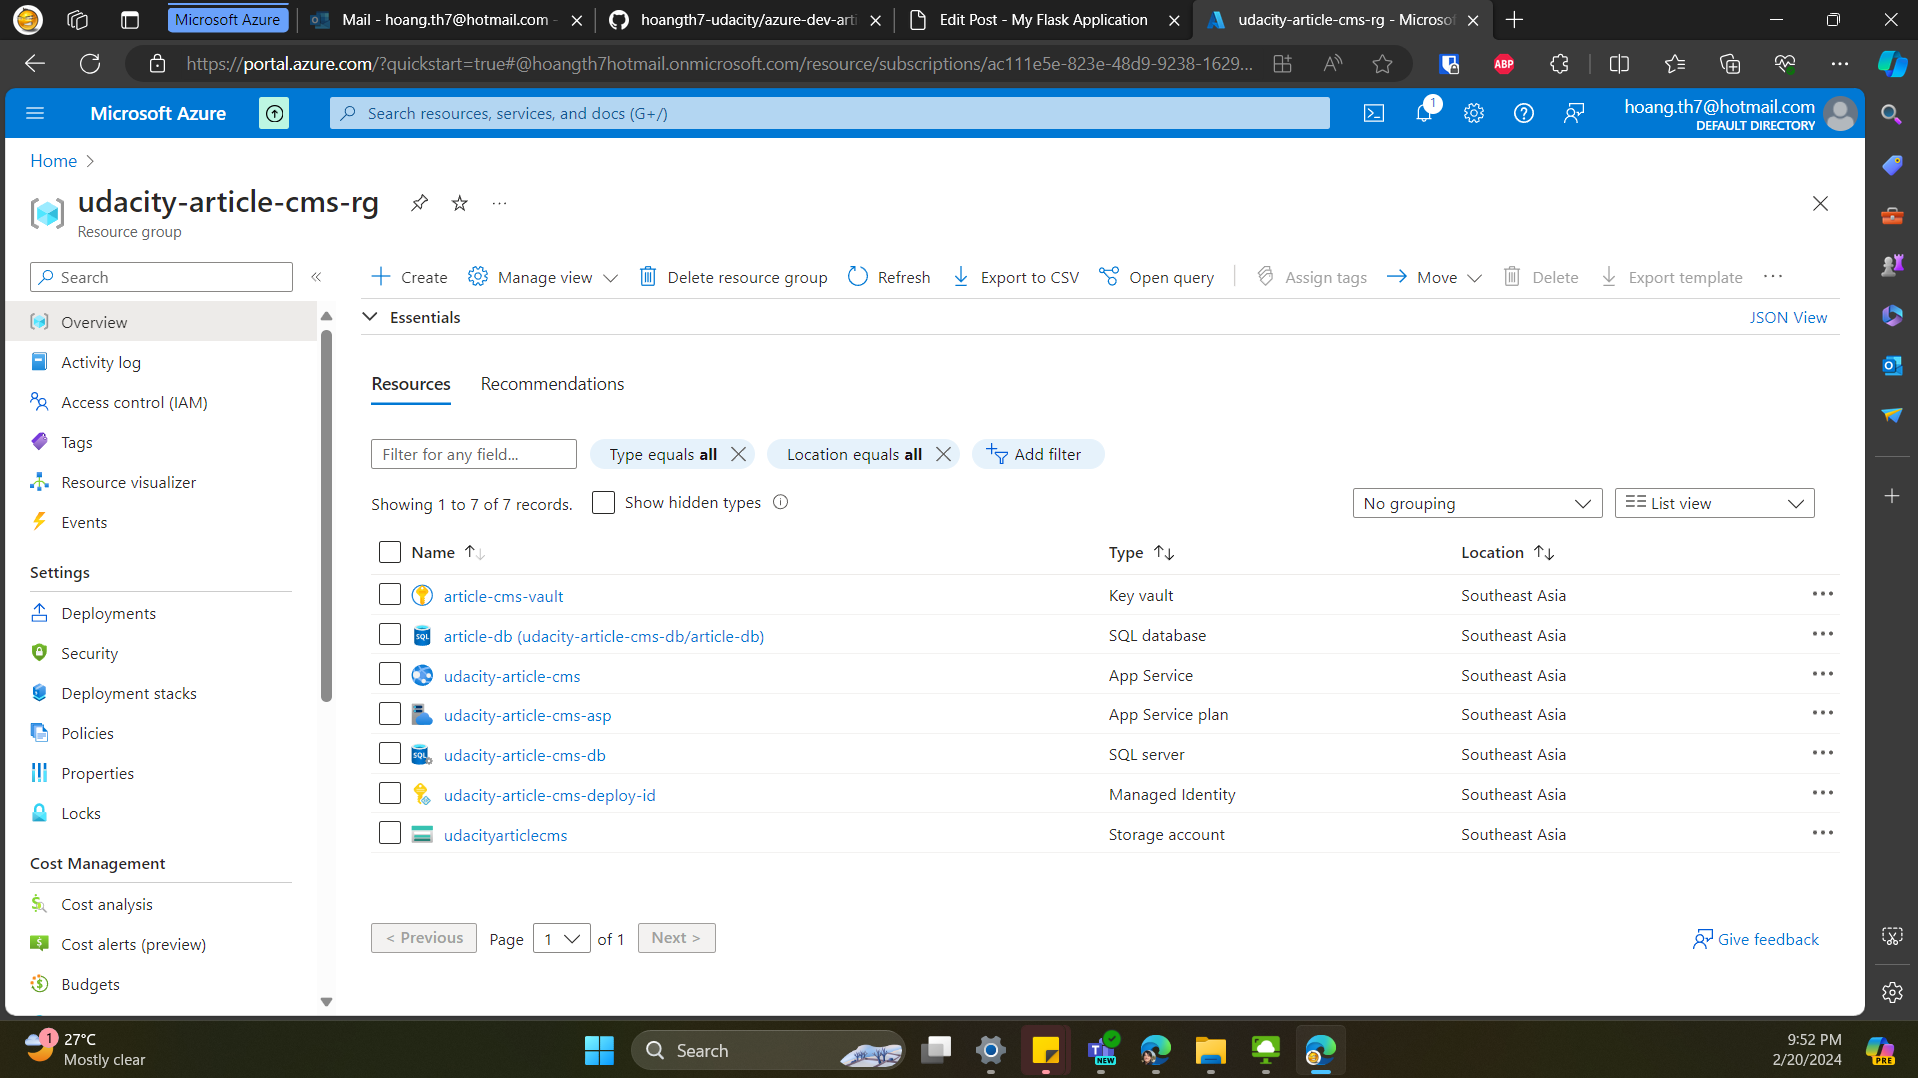 Microsoft Azure
Mail - hoang.th7@hotmail.com -
hoangth7-udacity/azure-dev-arti
Edit Post - My Flask Application
udacity-article-cms-rg - Microsof
https://portal.azure.com/?quickstart=true#@hoangth7hotmail.onmicrosoft.com/resource/subscriptions/ac111e5e-823e-48d9-9238-1629...
ABP
Microsoft Azure
Search resources, services, and docs (G+/)
1
hoang.th7@hotmail.com
DEFAULT DIRECTORY
Home
udacity-article-cms-rg
Resource group
Search
Create
Manage view
Delete resource group
Refresh
Export to CSV
Open query
Assign tags
Move
Delete
Export template
Overview
Activity log
Access control (IAM)
Tags
Resource visualizer
Events
Settings
Deployments
Security
Deployment stacks
Policies
Properties
Locks
Cost Management
Cost analysis
Cost alerts (preview)
Budgets
Essentials
JSON View
Resources
Recommendations
Filter for any field...
Type equals all
Location equals all
Add filter
Showing 1 to 7 of 7 records.
Show hidden types
No grouping
List view
Name
Type
Location
article-cms-vault
Key vault
Southeast Asia
article-db (udacity-article-cms-db/article-db)
SQL database
Southeast Asia
udacity-article-cms
App Service
Southeast Asia
udacity-article-cms-asp
App Service plan
Southeast Asia
udacity-article-cms-db
SQL server
Southeast Asia
udacity-article-cms-deploy-id
Managed Identity
Southeast Asia
udacityarticlecms
Storage account
Southeast Asia
< Previous
Page
1
of 1
Next >
Give feedback
1
27°C
Mostly clear
Search
NEW
9:52 PM
2/20/2024
PRE